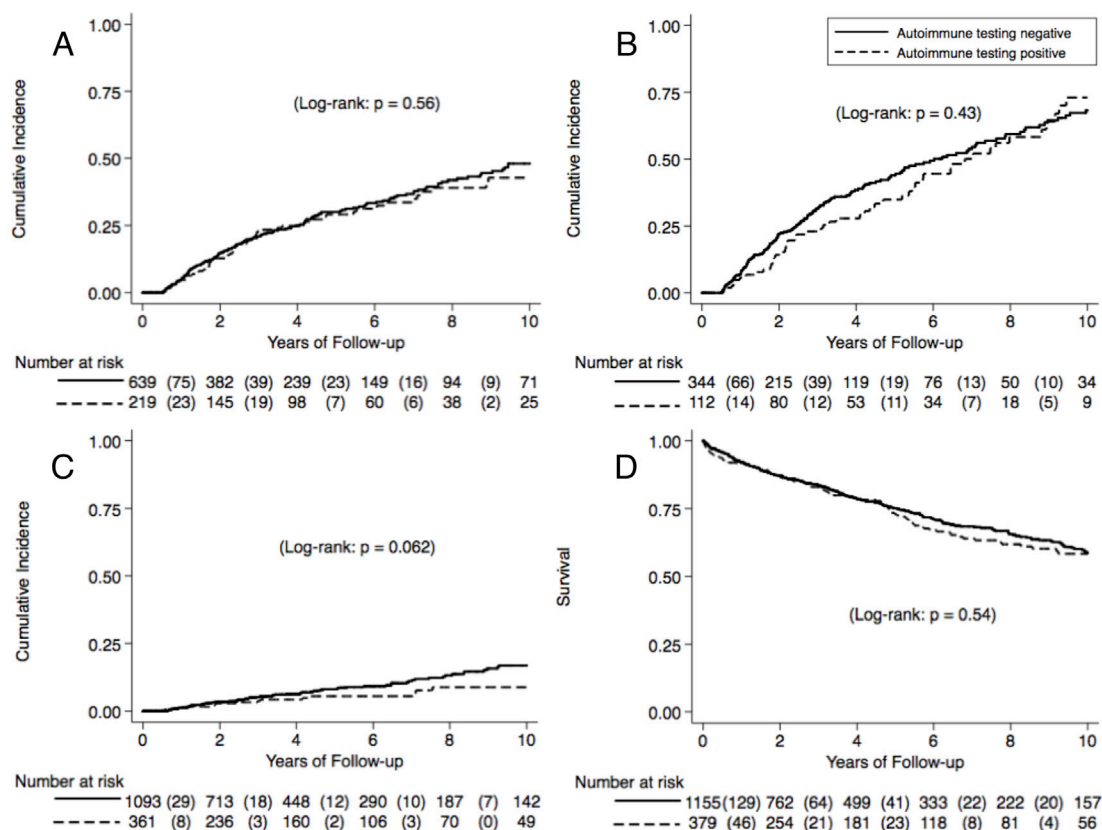 A
1.00
0.75
0.50
0.25
0.00
Cumulative Incidence
(Log-rank: p = 0.56)
0 2 4 6 8 10
Years of Follow-up
Number at risk
639 (75) 382 (39) 239 (23) 149 (16) 94 (9) 71
219 (23) 145 (19) 98 (7) 60 (6) 38 (2) 25
B
Autoimmune testing negative
Autoimmune testing positive
1.00
0.75
0.50
0.25
0.00
Cumulative Incidence
(Log-rank: p = 0.43)
0 2 4 6 8 10
Years of Follow-up
Number at risk
344 (66) 215 (39) 119 (19) 76 (13) 50 (10) 34
112 (14) 80 (12) 53 (11) 34 (7) 18 (5) 9
C
1.00
0.75
0.50
0.25
0.00
Cumulative Incidence
(Log-rank: p = 0.062)
0 2 4 6 8 10
Years of Follow-up
Number at risk
1093 (29) 713 (18) 448 (12) 290 (10) 187 (7) 142
361 (8) 236 (3) 160 (2) 106 (3) 70 (0) 49
D
1.00
0.75
0.50
0.25
0.00
Survival
(Log-rank: p = 0.54)
0 2 4 6 8 10
Years of Follow-up
Number at risk
1155 (129) 762 (64) 499 (41) 333 (22) 222 (20) 157
379 (46) 254 (21) 181 (23) 118 (8) 81 (4) 56